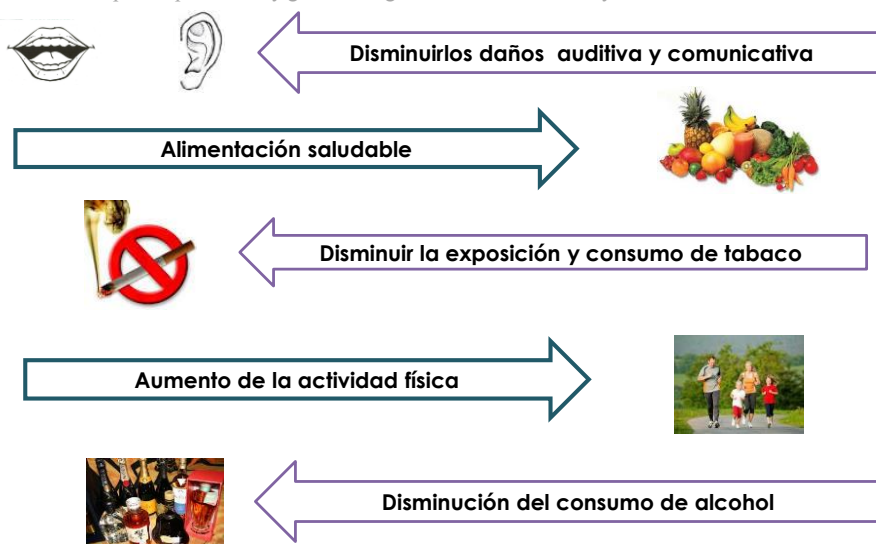 Disminuirlos daños auditiva y comunicativa
Alimentación saludable
Disminuir la exposición y consumo de tabaco
Aumento de la actividad física
Disminución del consumo de alcohol